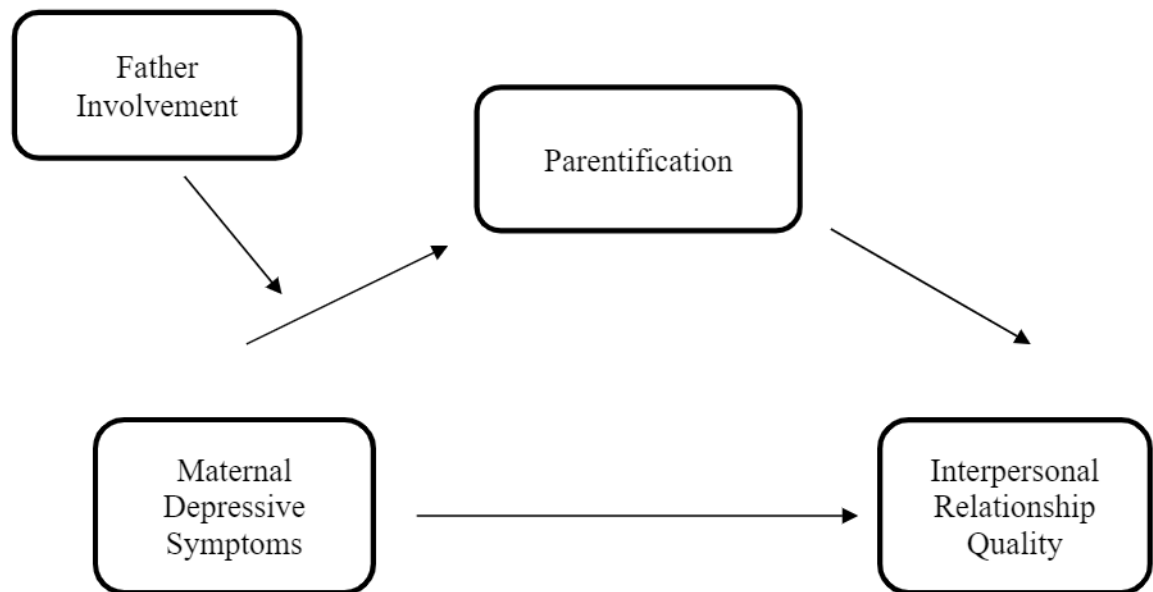 Father
Involvement
Parentification
Maternal
Depressive
Symptoms
Interpersonal
Relationship
Quality